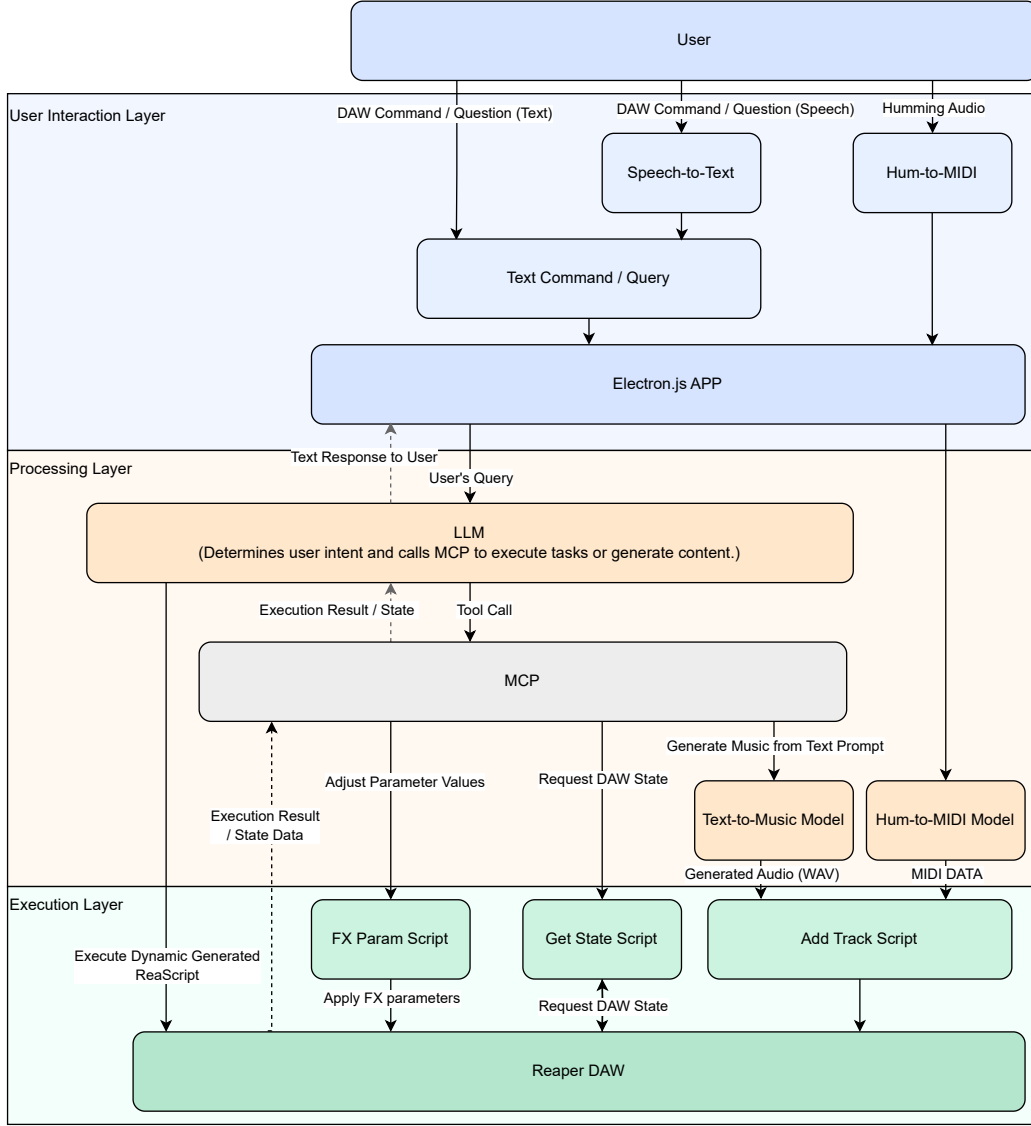 User
User Interaction Layer
DAW Command / Question (Text)
DAW Command / Question (Speech)
Humming Audio
Speech-to-Text
Hum-to-MIDI
Text Command / Query
Electron.js APP
Text Response to User
Processing Layer
User's Query
LLM
(Determines user intent and calls MCP to execute tasks or generate content.)
Execution Result / State
Tool Call
MCP
Generate Music from Text Prompt
Adjust Parameter Values
Request DAW State
Execution Result
/ State Data
Text-to-Music Model
Hum-to-MIDI Model
Generated Audio (WAV)
MIDI DATA
Execution Layer
FX Param Script
Get State Script
Add Track Script
Execute Dynamic Generated
ReaScript
Apply FX parameters
Request DAW State
Reaper DAW